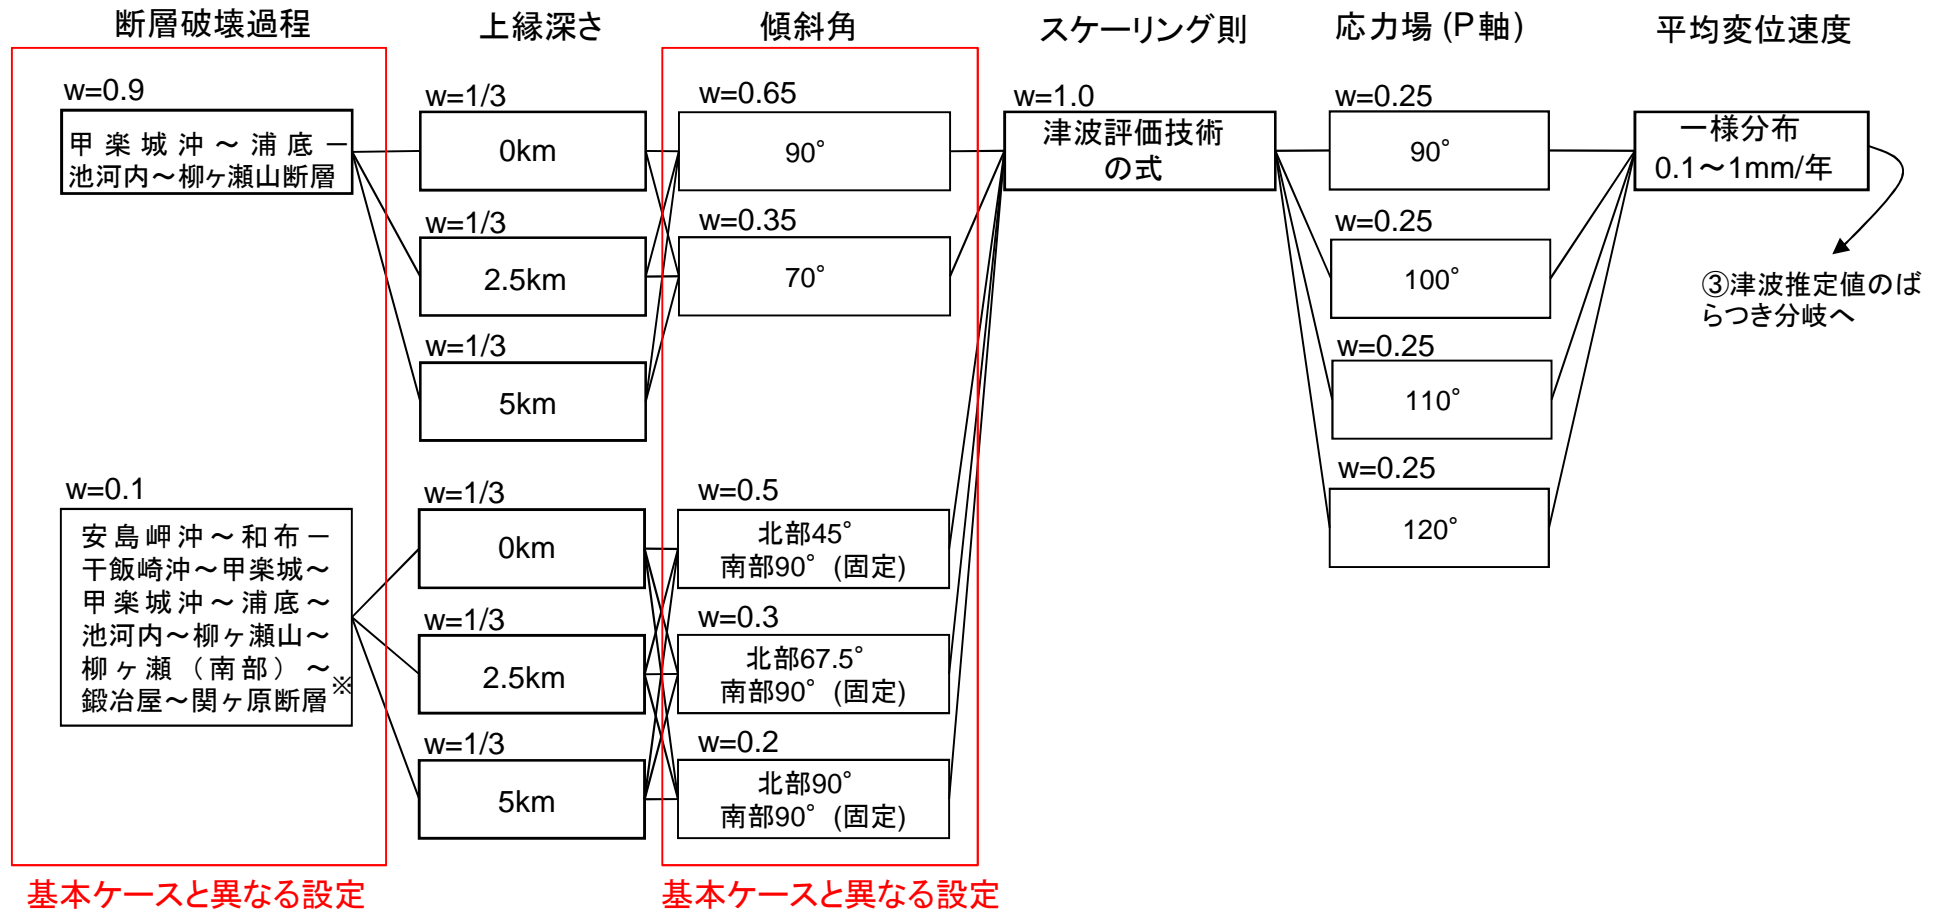 断層破壊過程
上縁深さ
傾斜角
スケーリング則
応力場 (P軸)
平均変位速度
w=0.9
甲楽城沖～浦底－
池河内～柳ヶ瀬山断層
w=1/3
0km
w=1/3
2.5km
w=1/3
5km
w=0.65
90°
w=0.35
70°
w=1.0
津波評価技術
の式
w=0.25
90°
w=0.25
100°
w=0.25
110°
w=0.25
120°
一様分布
0.1～1mm/年
③津波推定値のば
らつき分岐へ
w=0.1
安島岬沖～和布－
干飯崎沖～甲楽城～
甲楽城沖～浦底～
池河内～柳ヶ瀬山～
柳ヶ瀬（南部）～
鍛冶屋～関ヶ原断層※
w=1/3
0km
w=1/3
2.5km
w=1/3
5km
w=0.5
北部45°
南部90° (固定)
w=0.3
北部67.5°
南部90° (固定)
w=0.2
北部90°
南部90° (固定)
基本ケースと異なる設定
基本ケースと異なる設定